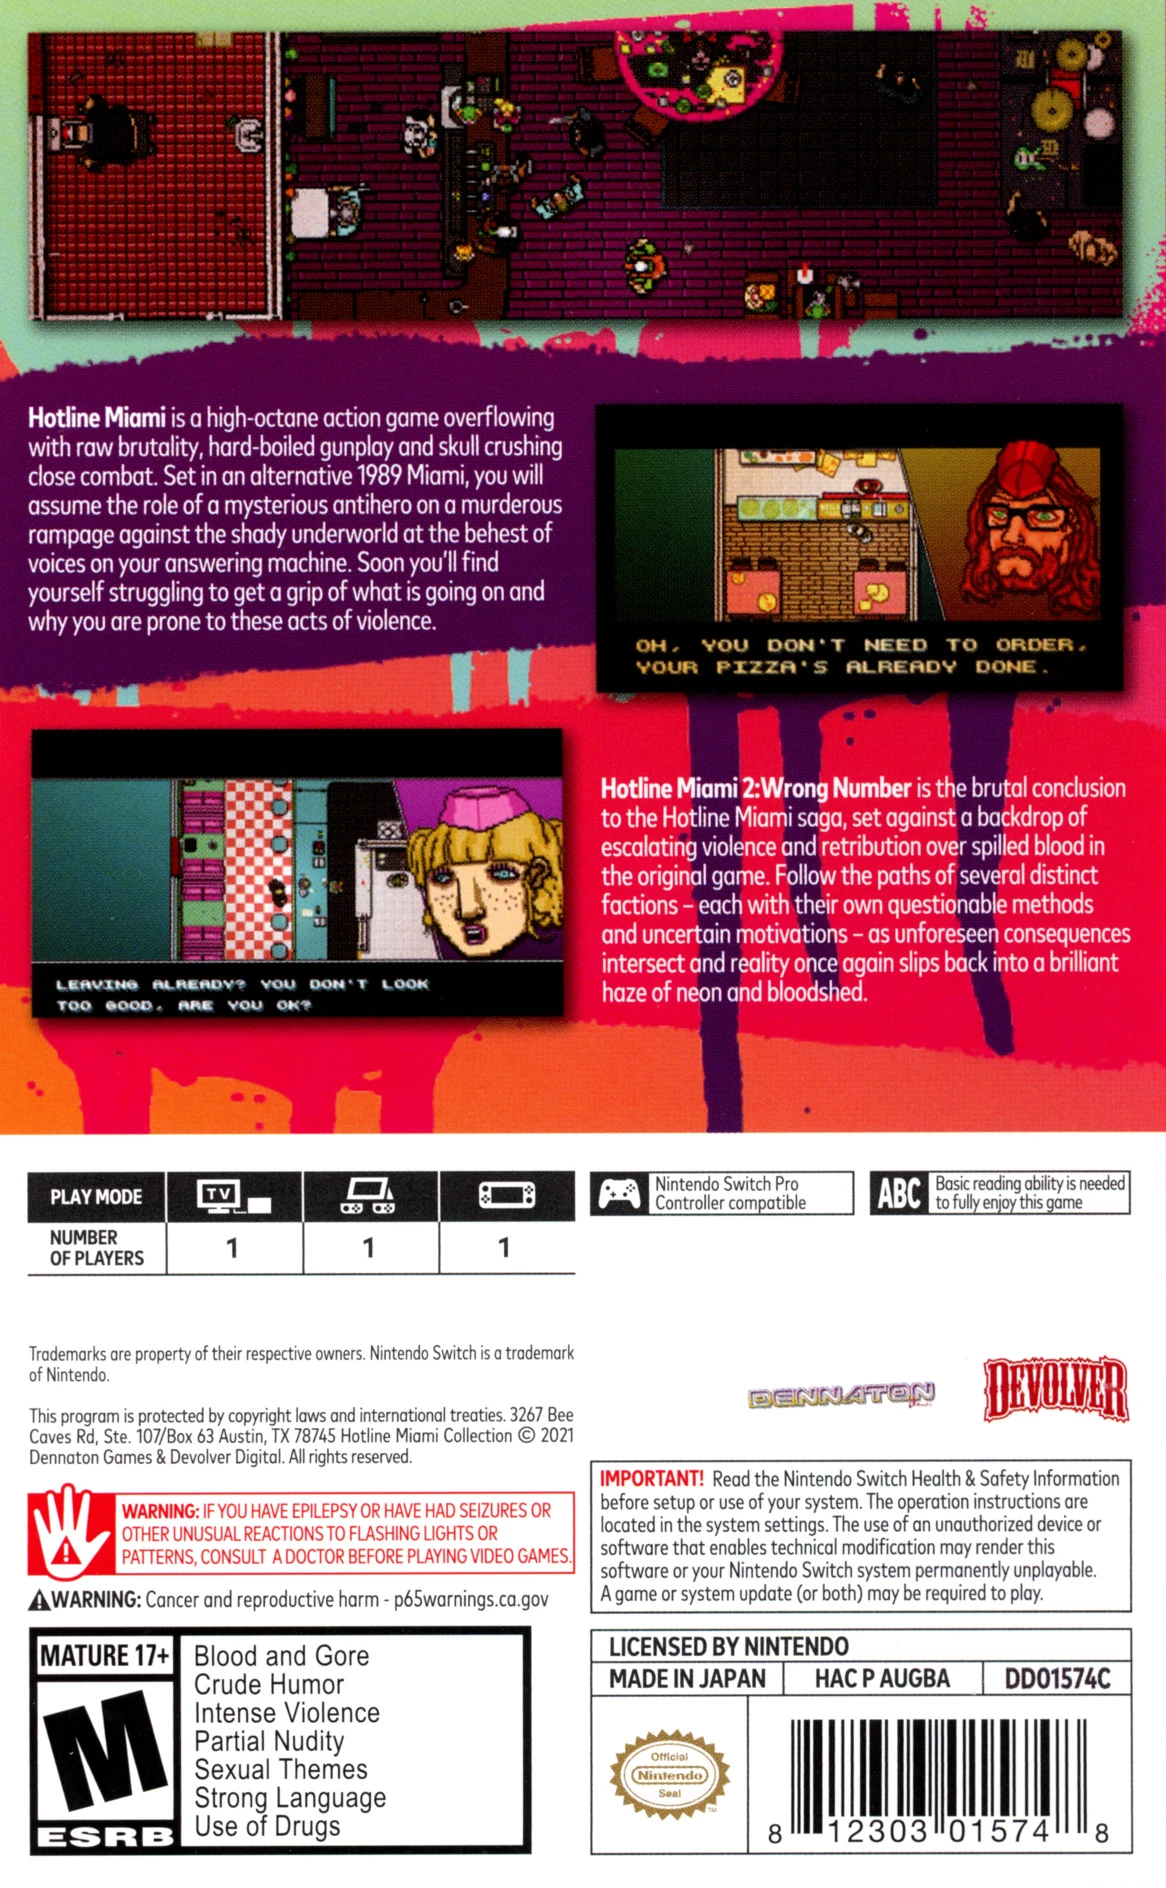 Hotline Miami is a high-octane action game overflowing
with raw brutality, hard-boiled gunplay and skull crushing
close combat. Set in an alternative 1989 Miami, you will
assume the role of a mysterious antihero on a murderous
rampage against the shady underworld at the behest of
voices on your answering machine. Soon you'll find
yourself struggling to get a grip of what is going on and
why you are prone to these acts of violence.
OH, YOU DON'T NEED TO ORDER,
YOUR PIZZA'S ALREADY DONE.
LEAVING ALREADY? YOU DON'T LOOK
TOO GOOD, ARE YOU OK?
Hotline Miami 2:Wrong Number is the brutal conclusion
to the Hotline Miami saga, set against a backdrop of
escalating violence and retribution over spilled blood in
the original game. Follow the paths of several distinct
factions – each with their own questionable methods
and uncertain motivations – as unforeseen consequences
intersect and reality once again slips back into a brilliant
haze of neon and bloodshed.
PLAY MODE
TV
NUMBER
OF PLAYERS
1
1
1
Nintendo Switch Pro
Controller compatible
ABC
Basic reading ability is needed
to fully enjoy this game
Trademarks are property of their respective owners. Nintendo Switch is a trademark
of Nintendo.
This program is protected by copyright laws and international treaties. 3267 Bee
Caves Rd, Ste. 107/Box 63 Austin, TX 78745 Hotline Miami Collection © 2021
Dennaton Games & Devolver Digital. All rights reserved.
DENNATON
DEVOLVER
WARNING: IF YOU HAVE EPILEPSY OR HAVE HAD SEIZURES OR
OTHER UNUSUAL REACTIONS TO FLASHING LIGHTS OR
PATTERNS, CONSULT A DOCTOR BEFORE PLAYING VIDEO GAMES.
WARNING: Cancer and reproductive harm - p65warnings.ca.gov
IMPORTANT! Read the Nintendo Switch Health & Safety Information
before setup or use of your system. The operation instructions are
located in the system settings. The use of an unauthorized device or
software that enables technical modification may render this
software or your Nintendo Switch system permanently unplayable.
A game or system update (or both) may be required to play.
MATURE 17+
M
ESRB
Blood and Gore
Crude Humor
Intense Violence
Partial Nudity
Sexual Themes
Strong Language
Use of Drugs
LICENSED BY NINTENDO
MADE IN JAPAN
HAC P AUGBA
DD01574C
Official
Nintendo
Seal
TM
8 12303 01574 8